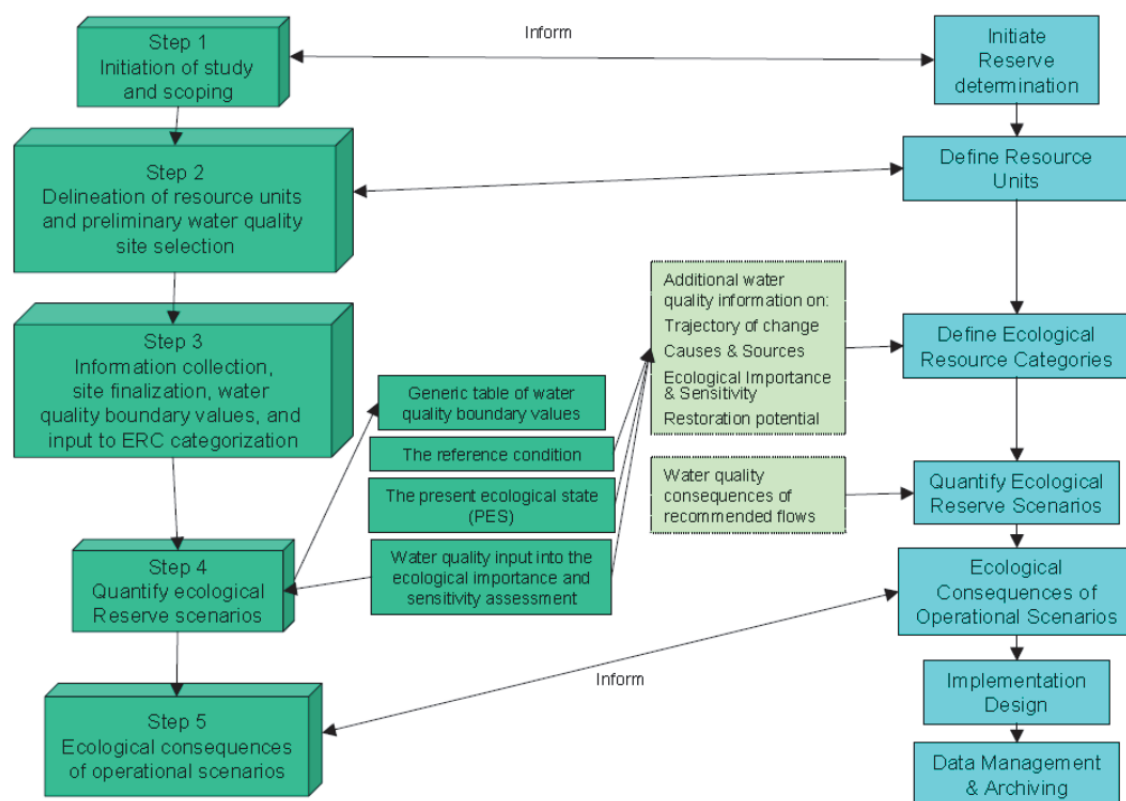 Step 1
Initiation of study
and scoping
Inform
Initiate
Reserve
determination
Step 2
Delineation of resource units
and preliminary water quality
site selection
Define Resource
Units
Step 3
Information collection,
site finalization, water
quality boundary values, and
input to ERC categorization
Generic table of water
quality boundary values
The reference condition
The present ecological state
(PES)
Water quality input into the
ecological importance and
sensitivity assessment
Additional water
quality information on:
Trajectory of change
Causes & Sources
Ecological Importance
& Sensitivity
Restoration potential
Define Ecological
Resource Categories
Water quality
consequences of
recommended flows
Quantify Ecological
Reserve Scenarios
Step 4
Quantify ecological
Reserve scenarios
Ecological
Consequences of
Operational Scenarios
Inform
Step 5
Ecological consequences
of operational scenarios
Implementation
Design
Data Management
& Archiving